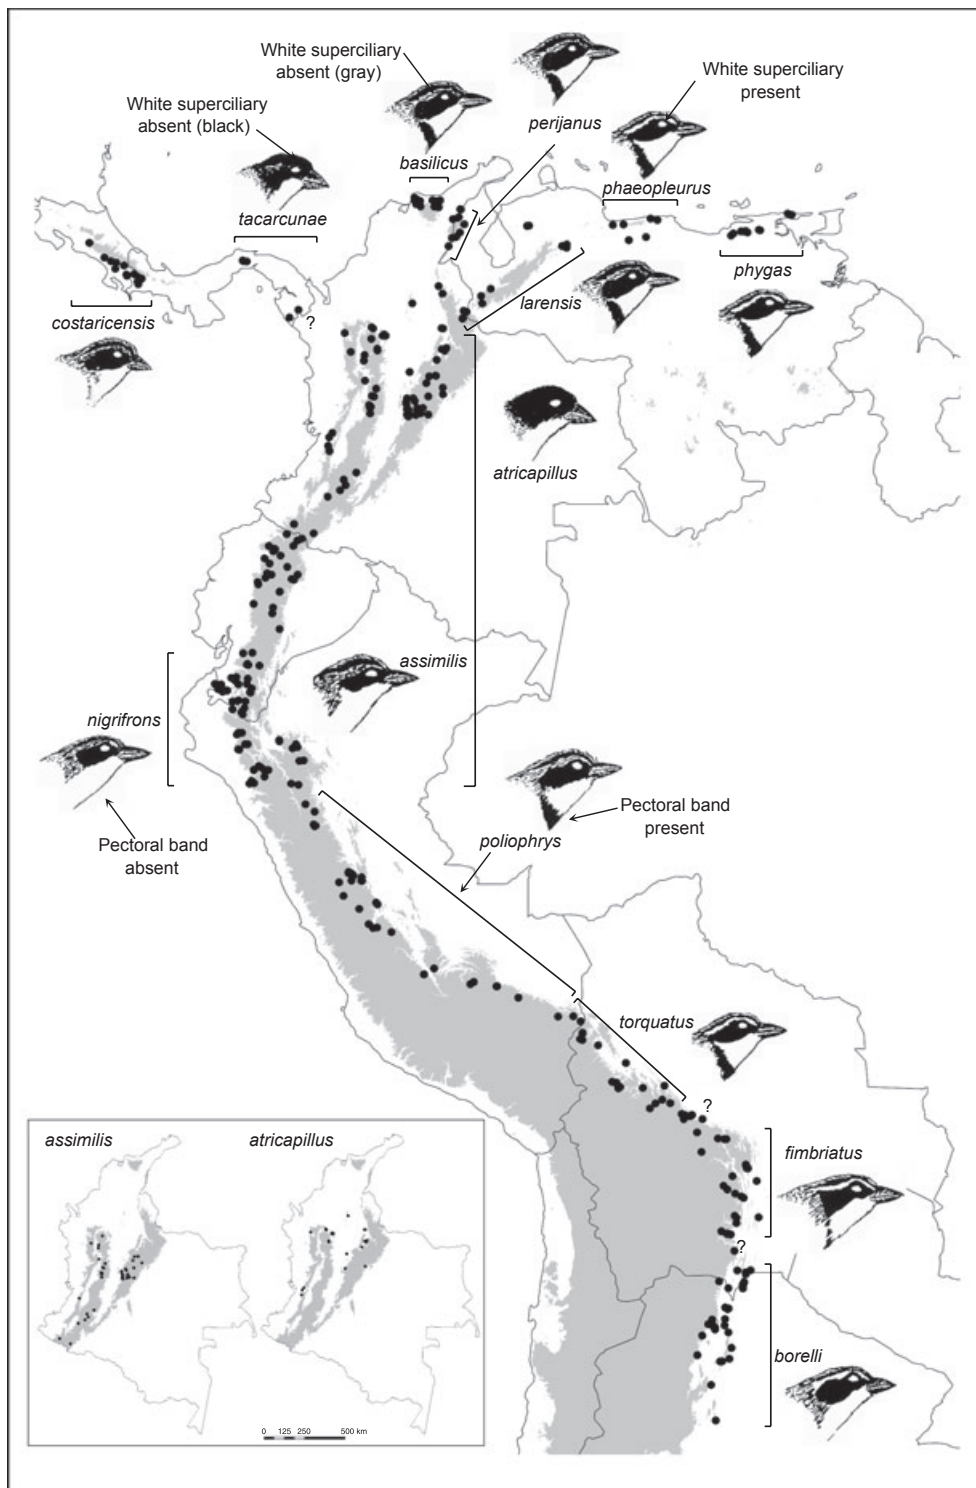 White superciliary
absent (gray)
White superciliary
absent (black)
White superciliary
present
perijanus
basilicus
phaeopleurus
tacarcunae
phygas
larensis
costaricensis
?
atricapillus
assimilis
nigrifrons
Pectoral band
absent
Pectoral band
present
poliophrys
torquatus
?
fimbriatus
?
borelli
assimilis
atricapillus
0 125 250 500 km